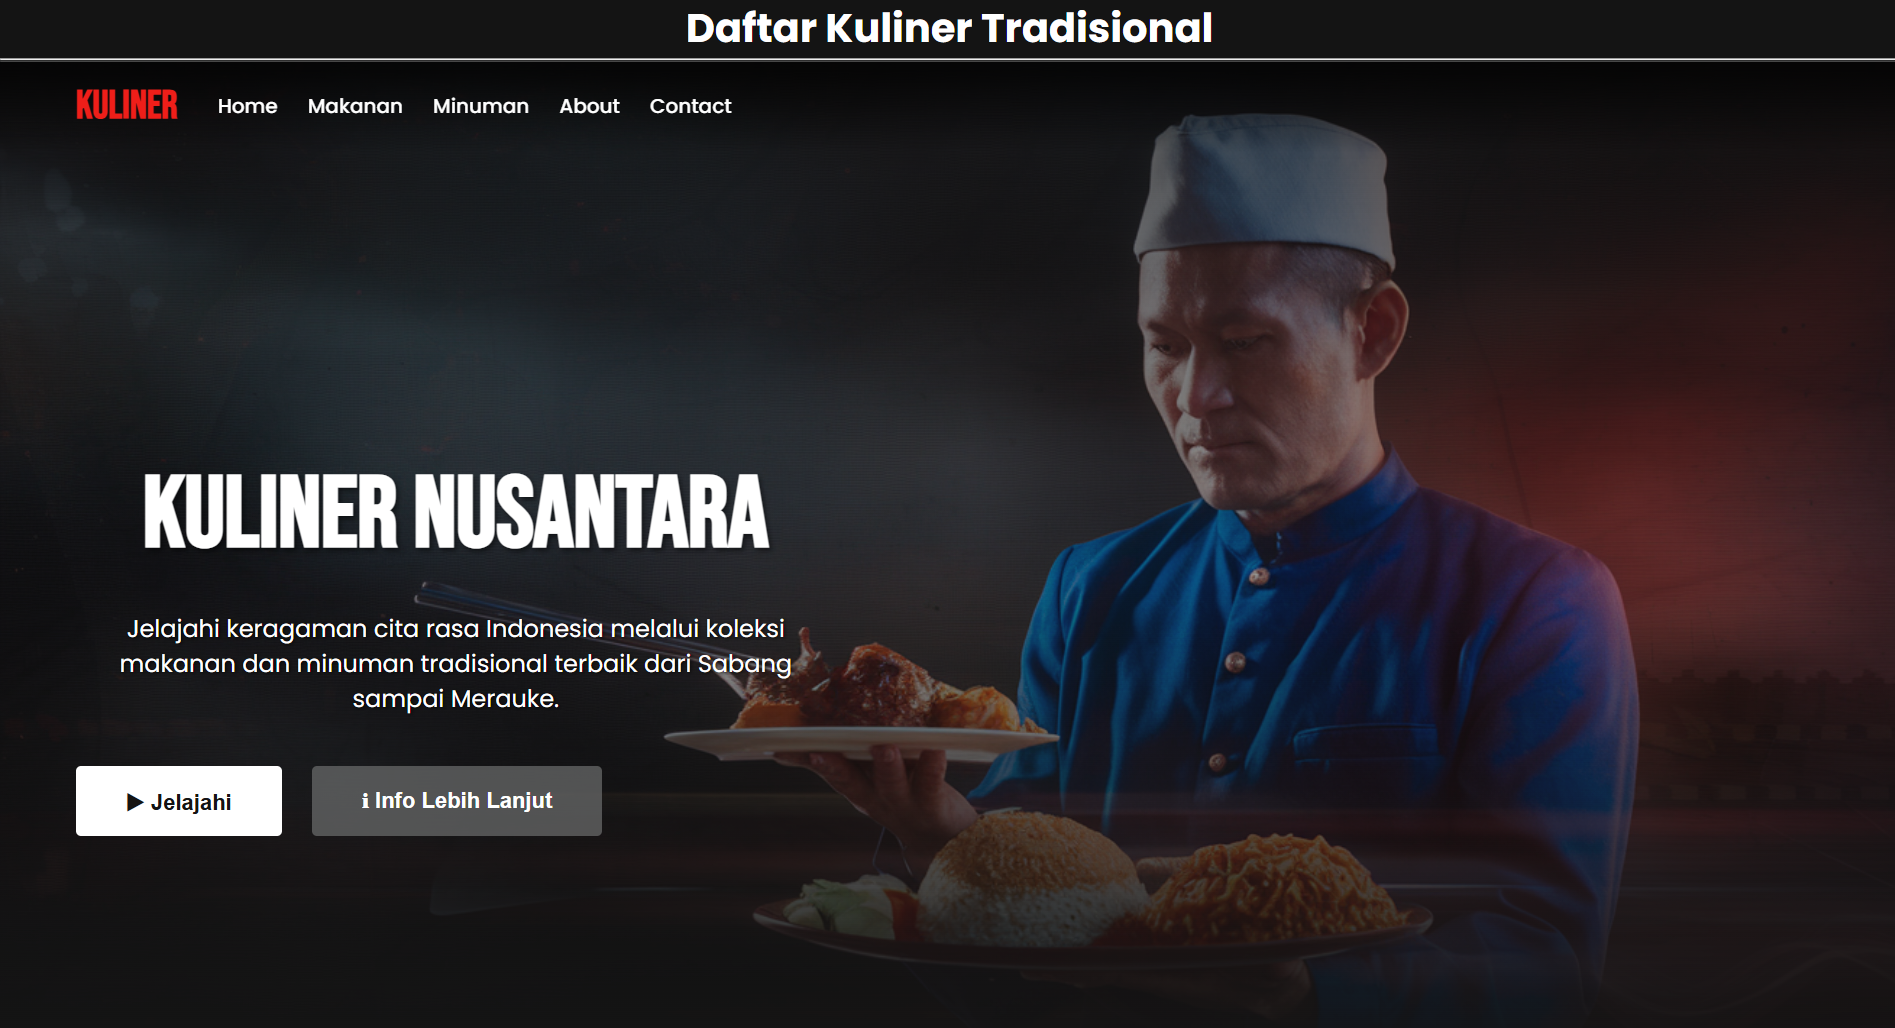 Daftar Kuliner Tradisional
KULINER
Home Makanan Minuman About Contact
KULINER NUSANTARA
Jelajahi keragaman cita rasa Indonesia melalui koleksi
makanan dan minuman tradisional terbaik dari Sabang
sampai Merauke.
▶ Jelajahi
ℹ Info Lebih Lanjut